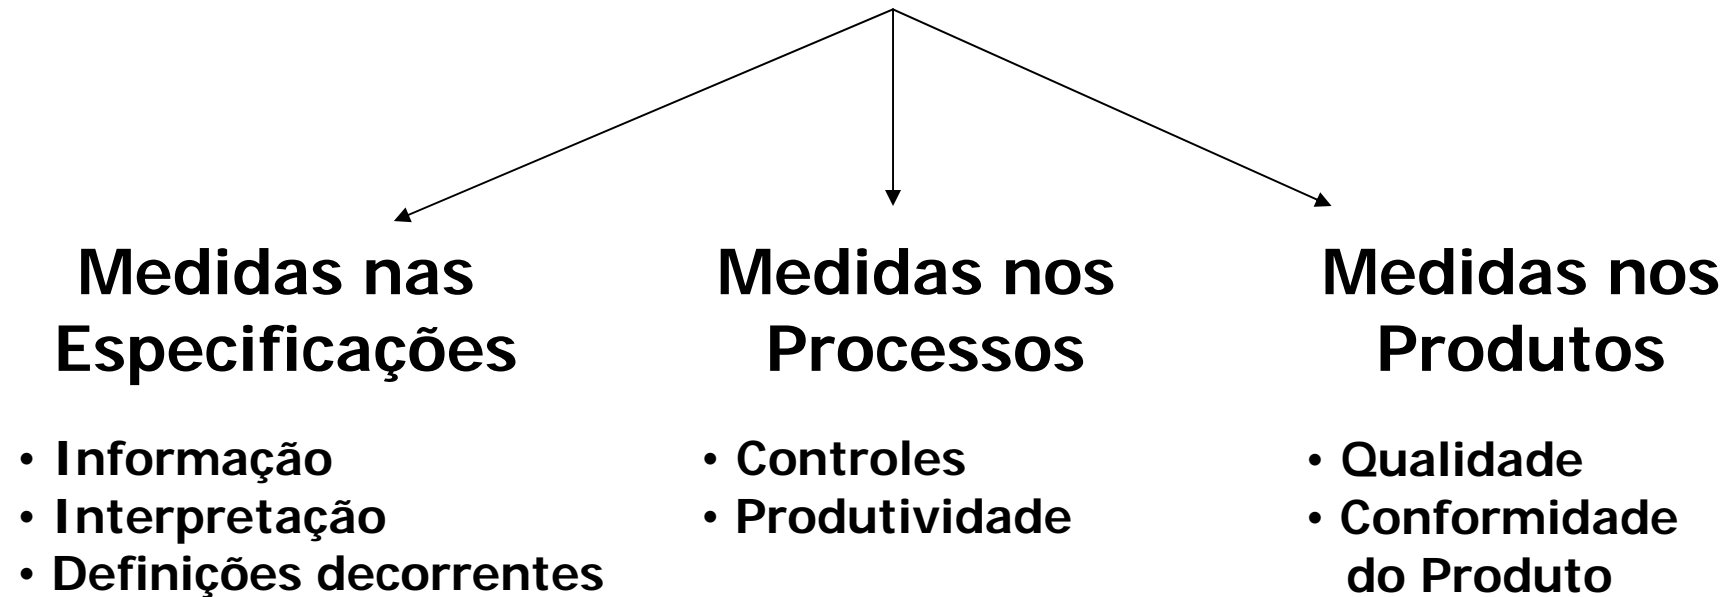 Medidas nas
Especificações
• Informação
• Interpretação
• Definições decorrentes
Medidas nos
Processos
• Controles
• Produtividade
Medidas nos
Produtos
• Qualidade
• Conformidade
do Produto